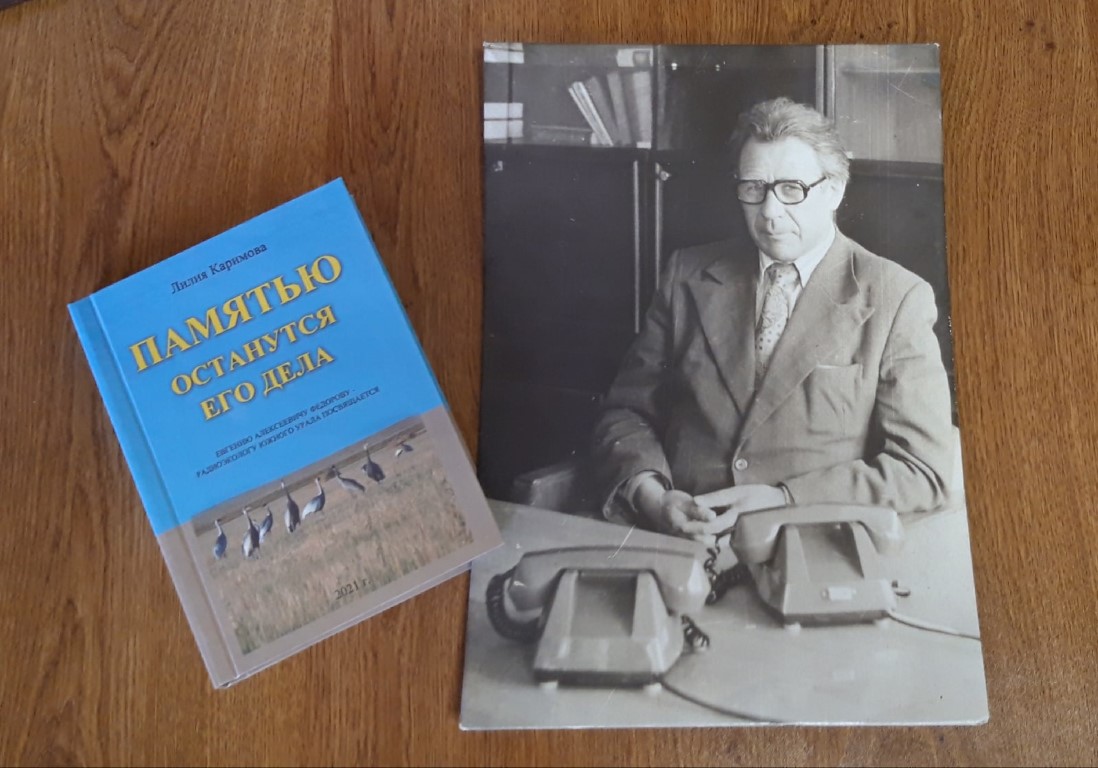 Лилия Каримова
ПАМЯТЬЮ
ОСТАНУТСЯ
ЕГО ДЕЛА
ЕВГЕНИЮ АЛЕКСЕЕВИЧУ ФЕДОРОВУ -
РАДИОЭКОЛОГУ ЮЖНОГО УРАЛА ПОСВЯЩАЕТСЯ
2021 г.